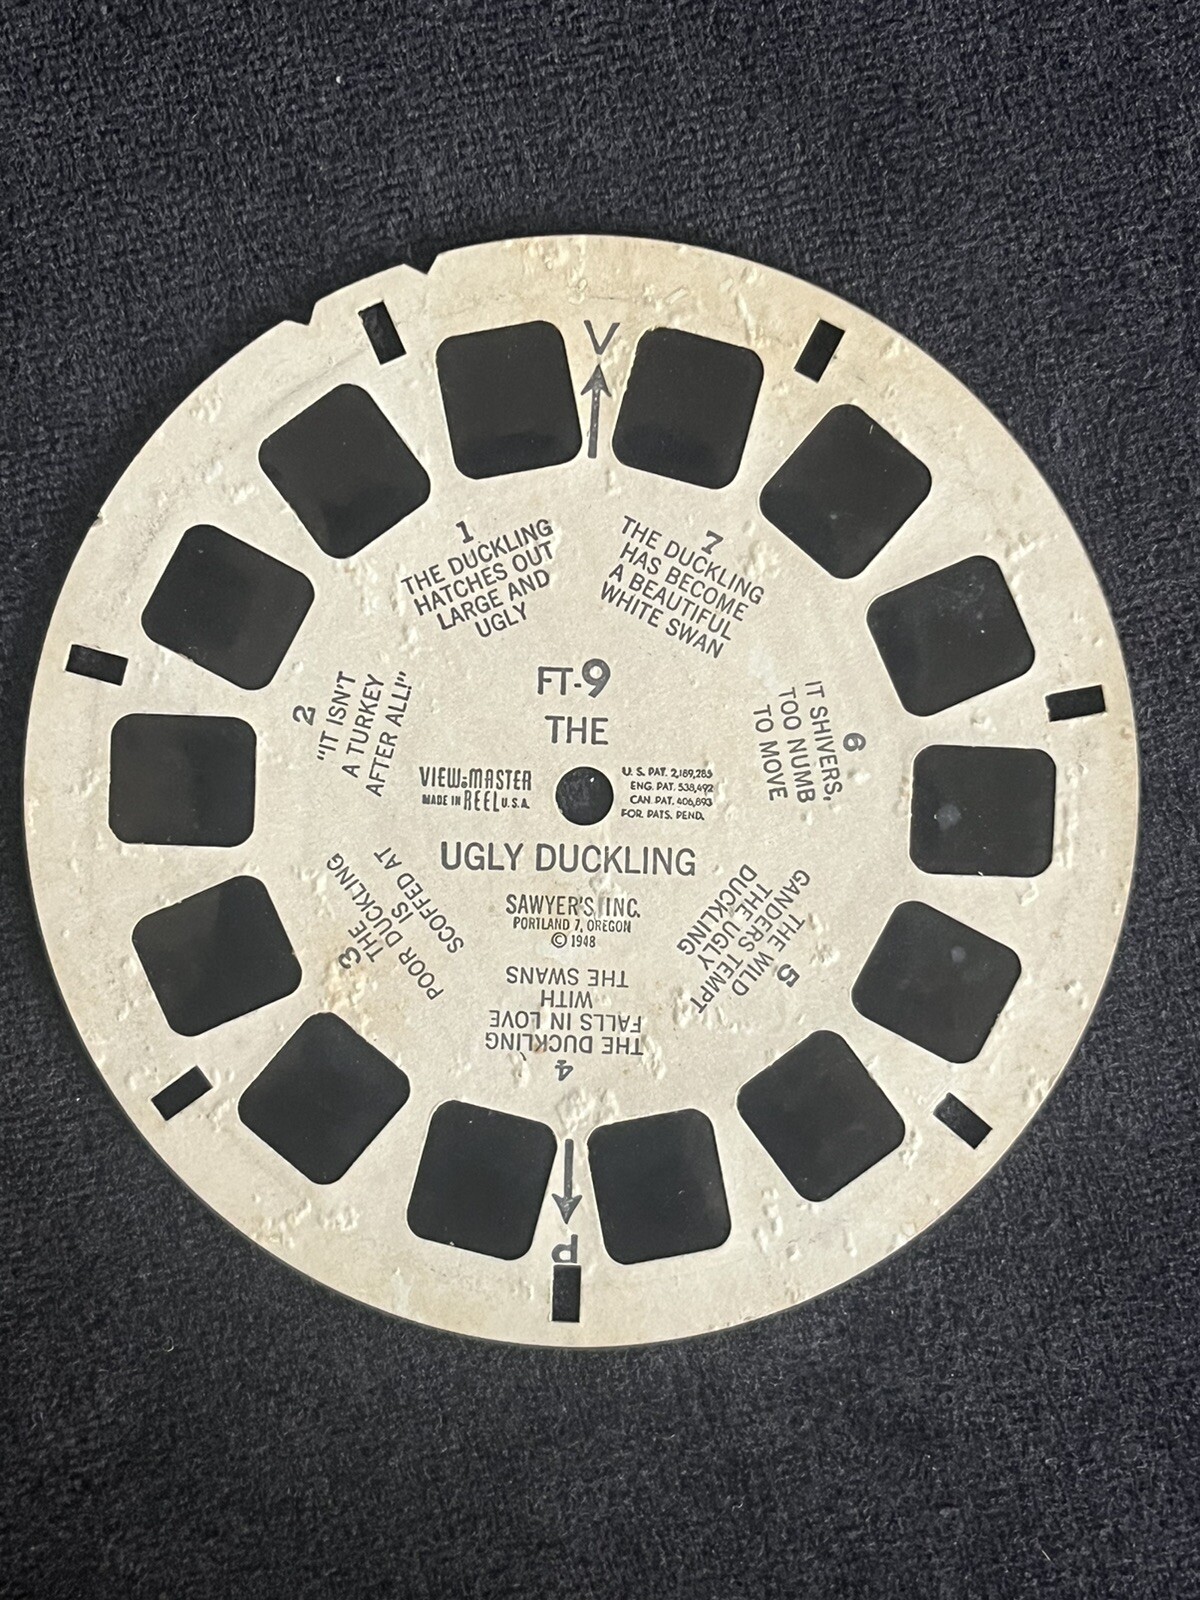 V
1
THE DUCKLING
HATCHES OUT
LARGE AND
UGLY
7
THE DUCKLING
HAS BECOME
A BEAUTIFUL
WHITE SWAN
FT-9
THE
2
"IT ISN'T
A TURKEY
AFTER ALL!"
6
IT SHIVERS,
TOO NUMB
TO MOVE
VIEW-MASTER
MADE IN REEL U.S.A.
U. S. PAT. 2,189,285
ENG. PAT. 538,492
CAN. PAT. 406,893
FOR. PATS. PEND.
UGLY DUCKLING
SAWYER'S, INC.
PORTLAND 7, OREGON
© 1948
3
THE
POOR DUCKLING
IS
SCOFFED AT
5
THE WILD
GANDERS TEMPT
THE UGLY
DUCKLING
4
THE DUCKLING
FALLS IN LOVE
WITH
THE SWANS
P